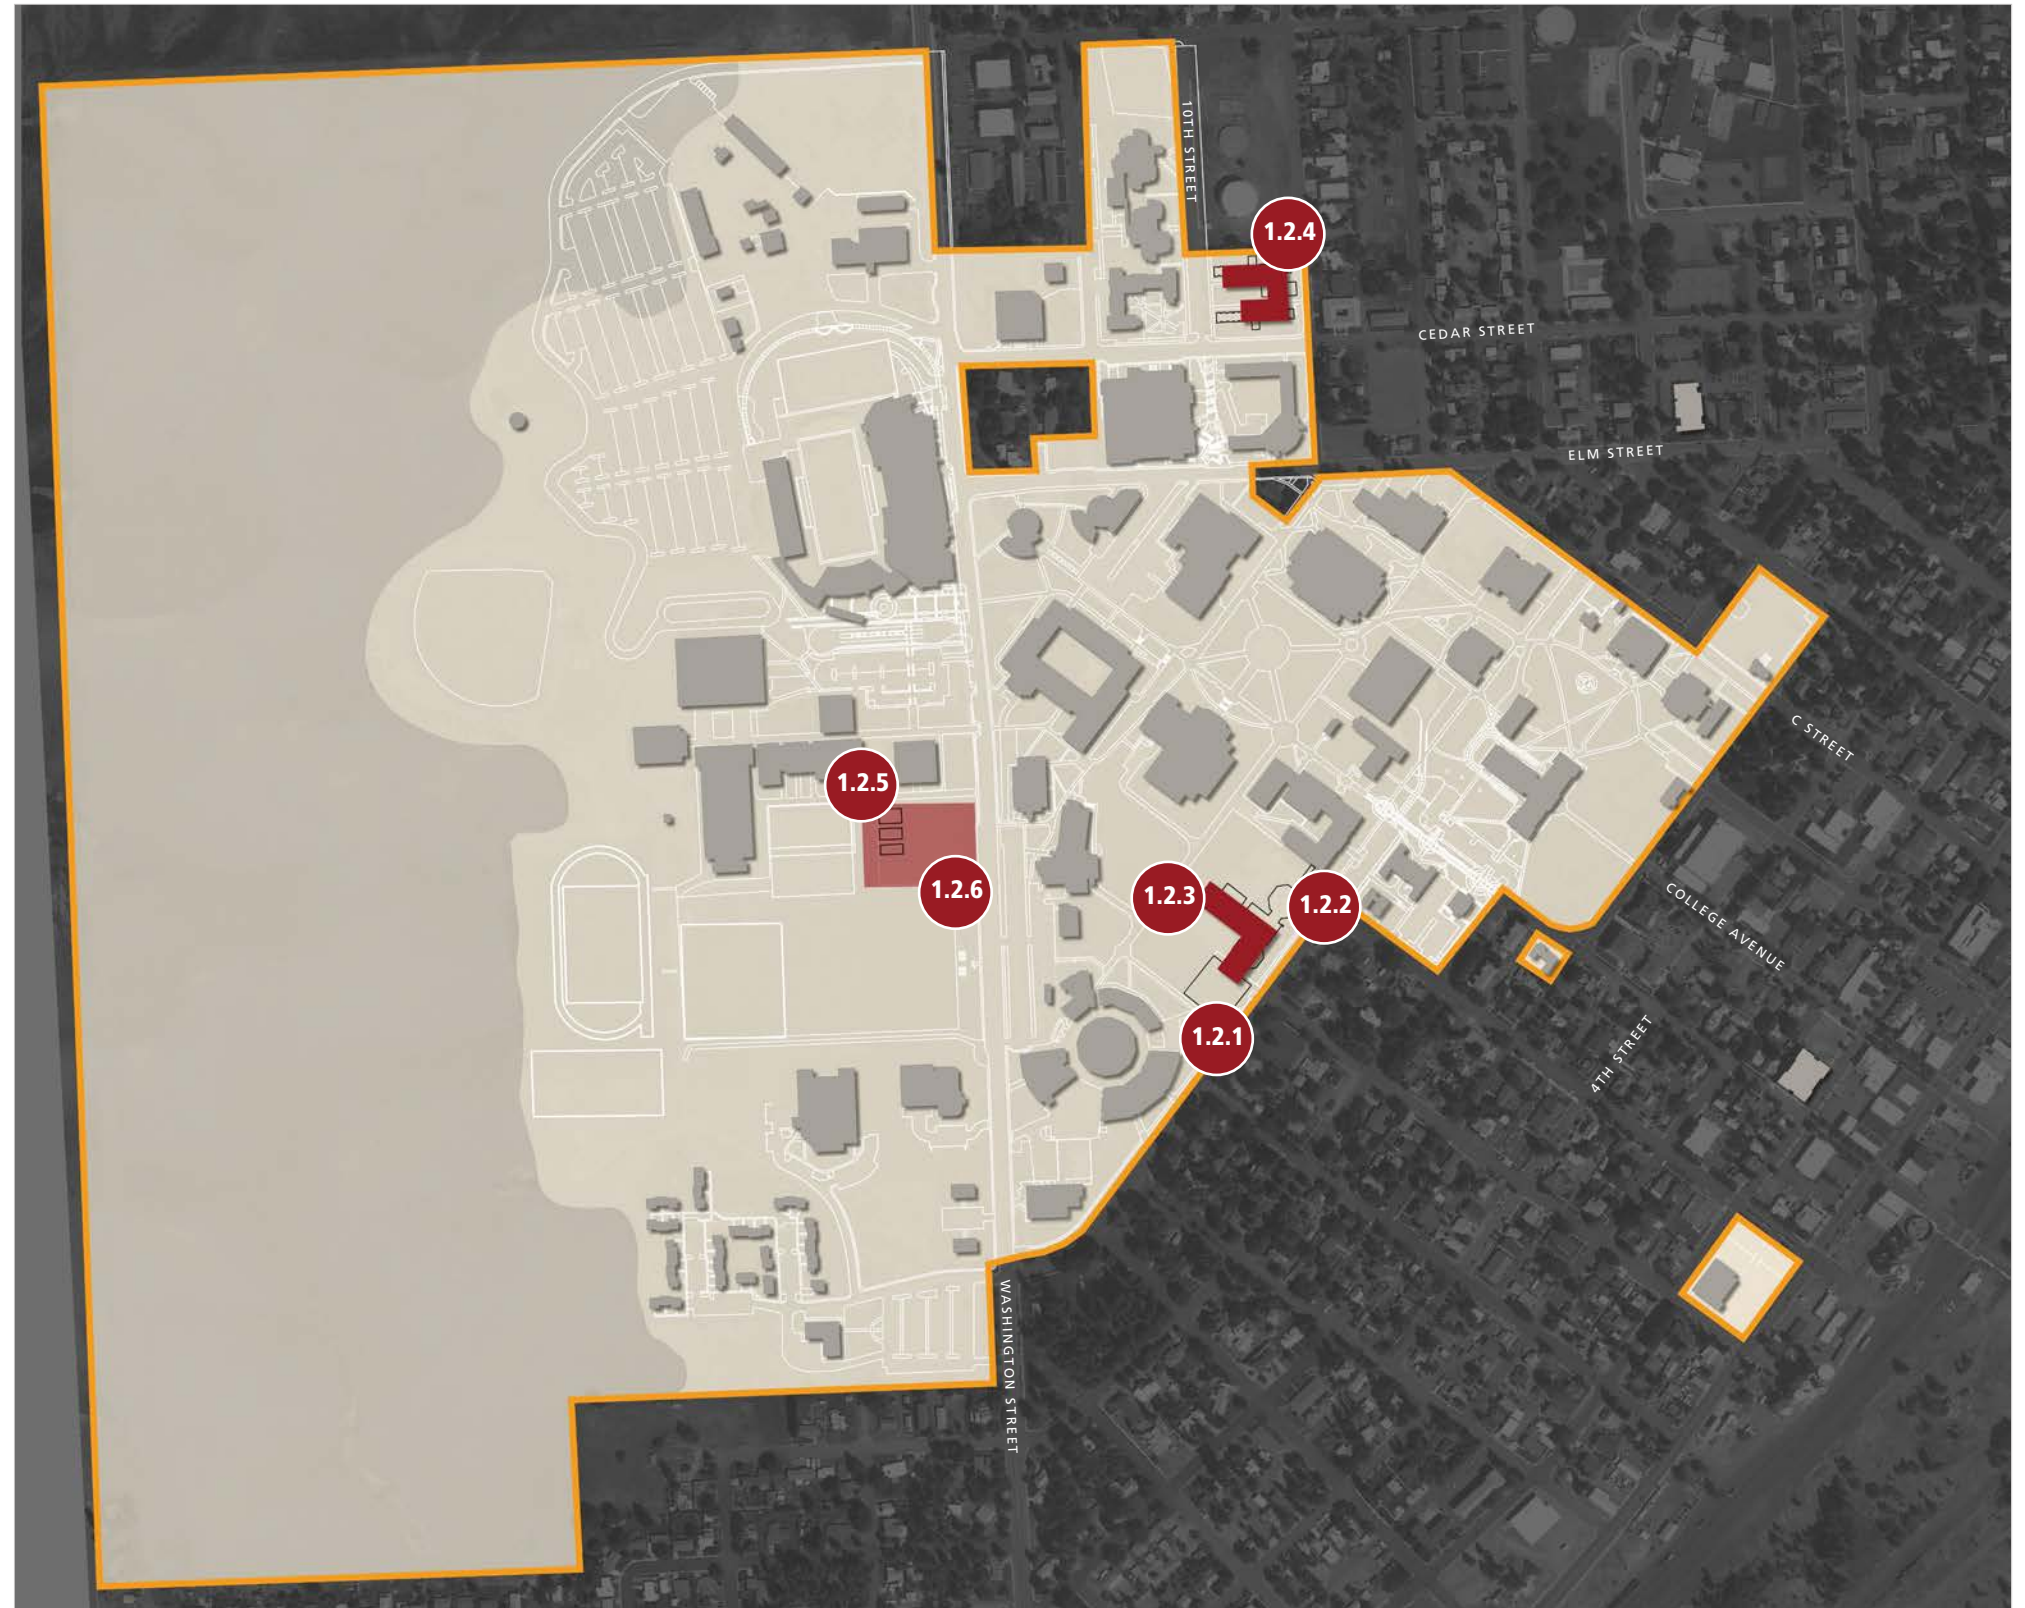 10TH STREET
1.2.4
CEDAR STREET
ELM STREET
C STREET
1.2.5
1.2.6
1.2.3
1.2.2
COLLEGE AVENUE
1.2.1
4TH STREET
WASHINGTON STREET